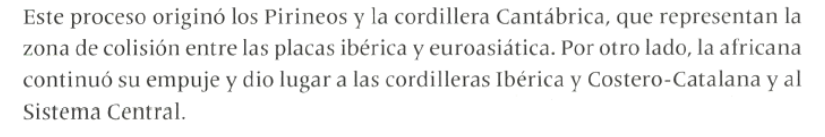 Este proceso originó los Pirineos y la cordillera Cantábrica, que representan la
zona de colisión entre las placas ibérica y euroasiática. Por otro lado, la africana
continuó su empuje y dio lugar a las cordilleras Ibérica y Costero-Catalana y al
Sistema Central.